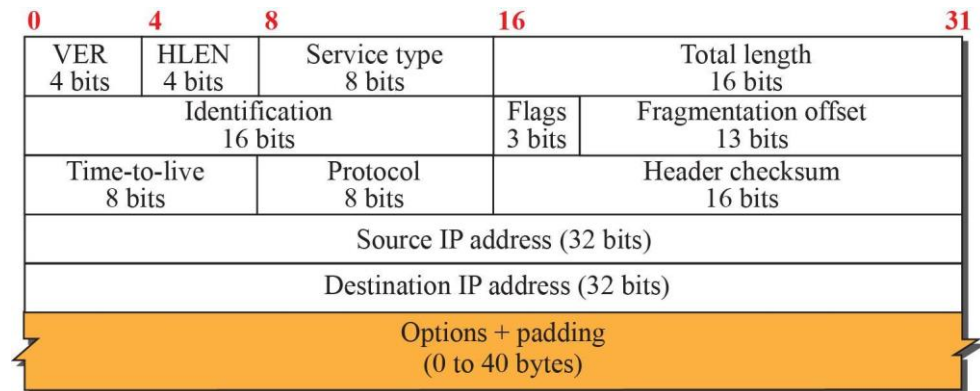 0 4 8 16 31
VER HLEN Service type Total length
4 bits 4 bits 8 bits 16 bits
Identification Flags Fragmentation offset
16 bits 3 bits 13 bits
Time-to-live Protocol Header checksum
8 bits 8 bits 16 bits
Source IP address (32 bits)
Destination IP address (32 bits)
Options + padding
(0 to 40 bytes)